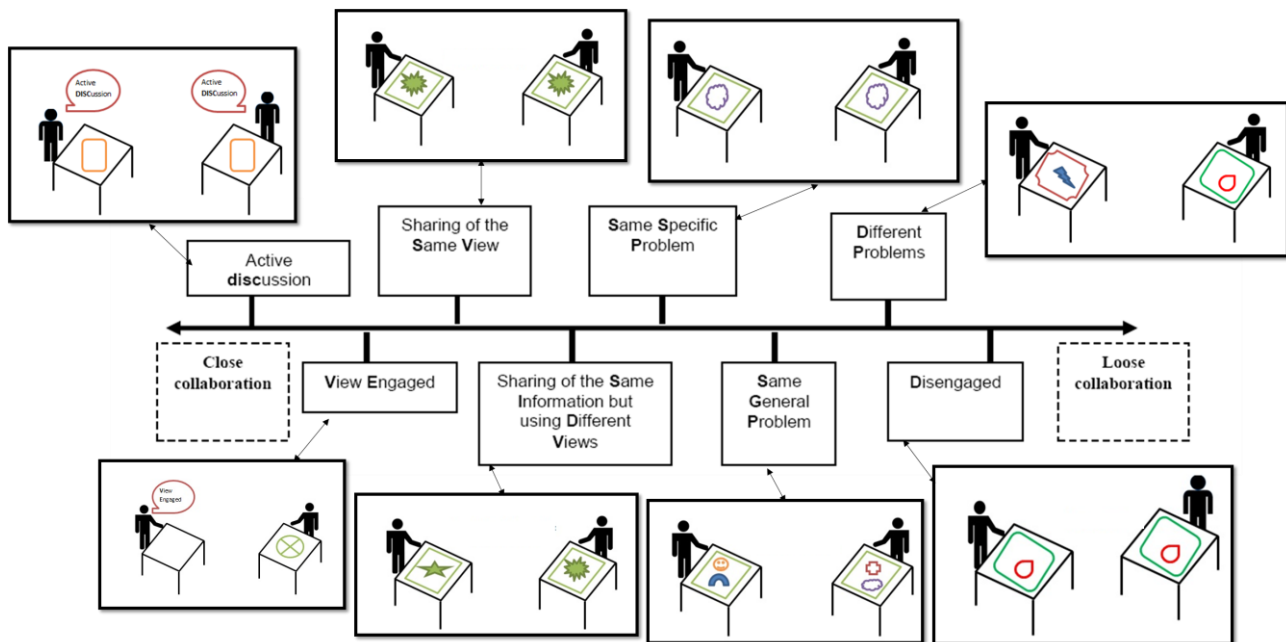 Active
DISCussion
Active
DISCussion
Sharing of the
Same View
Same Specific
Problem
Different
Problems
Active
discussion
Close
collaboration
View Engaged
Sharing of the Same
Information but
using Different
Views
Same
General
Problem
Disengaged
Loose
collaboration
View
Engaged